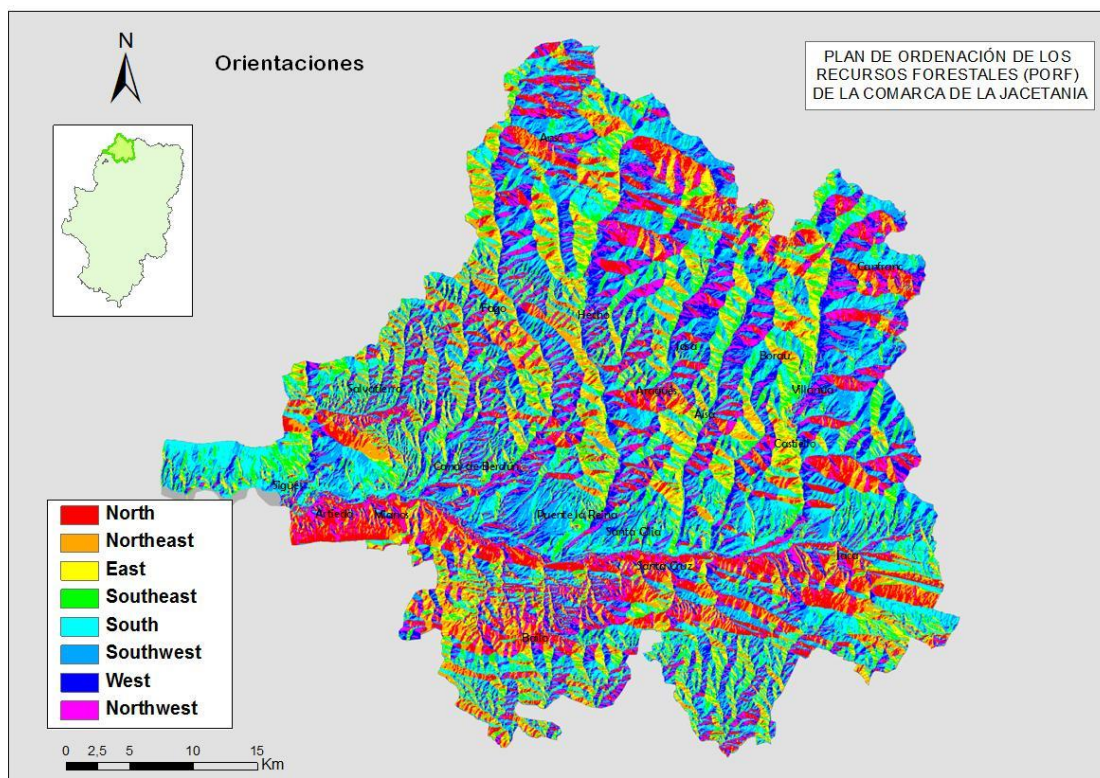 N
Orientaciones
PLAN DE ORDENACIÓN DE LOS
RECURSOS FORESTALES (PORF)
DE LA COMARCA DE LA JACETANIA
Ansó
Canfranc
Fago
Hecho
Jasa
Borau
Salvatierra
Aragüés
Villanúa
Aísa
Castiello
Canal de Berdún
Sigüés
Artieda
Mianos
Puente la Reina
Santa Cilia
Jaca
Santa Cruz
Bailo
North
Northeast
East
Southeast
South
Southwest
West
Northwest
0 2,5 5 10 15
Km